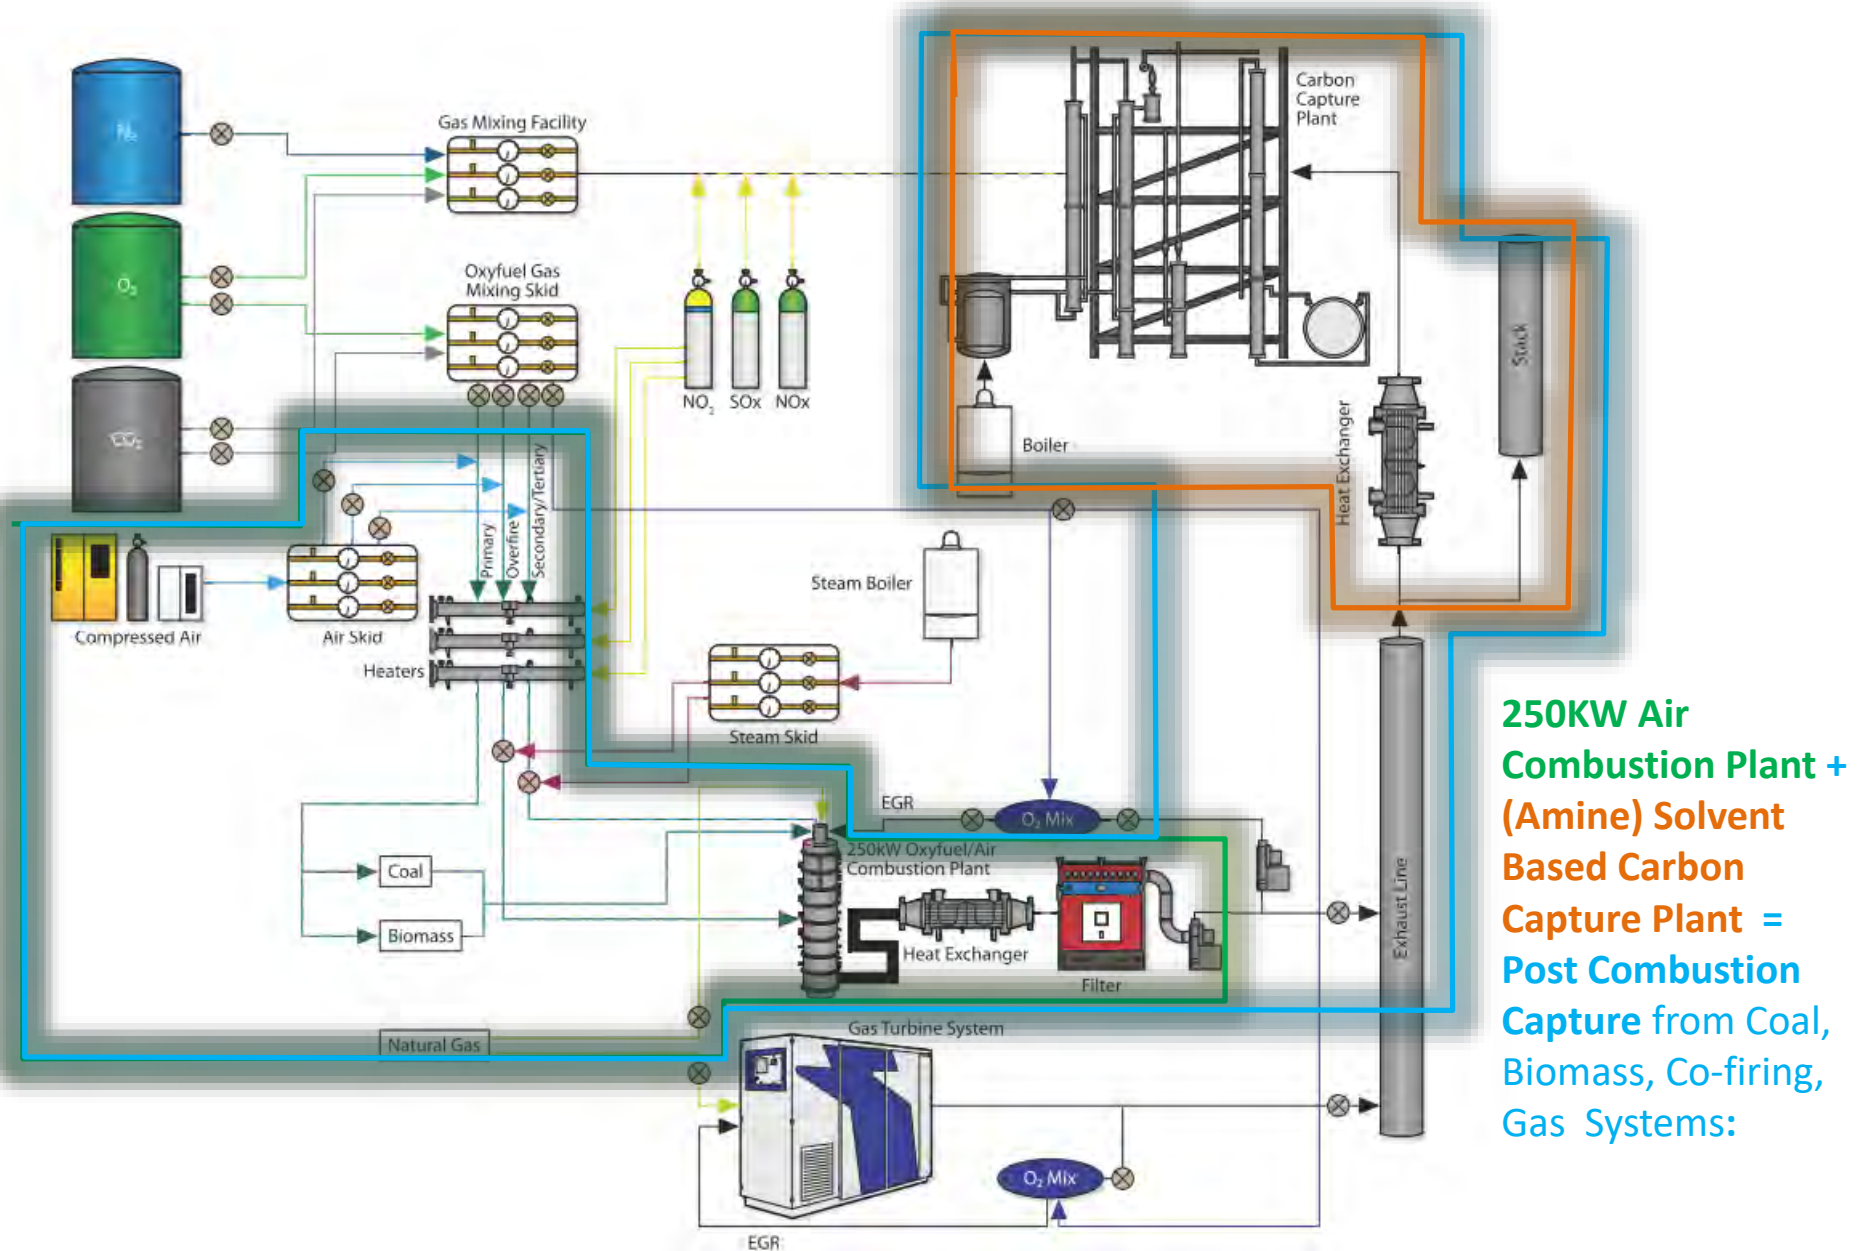 N₂
Gas Mixing Facility
Carbon
Capture
Plant
O₂
Oxyfuel Gas
Mixing Skid
NO₂ SOx NOx
Stack
CO₂
Boiler
Heat Exchanger
Primary
Overfire
Secondary/Tertiary
Compressed Air
Air Skid
Steam Boiler
Heaters
Steam Skid
250KW Air
Combustion Plant +
(Amine) Solvent
Based Carbon
Capture Plant =
Post Combustion
Capture from Coal,
Biomass, Co-firing,
Gas Systems:
EGR
O₂ Mix
250kW Oxyfuel/Air
Combustion Plant
Coal
Biomass
Heat Exchanger
Filter
Exhaust Line
Natural Gas
Gas Turbine System
O₂ Mix
EGR